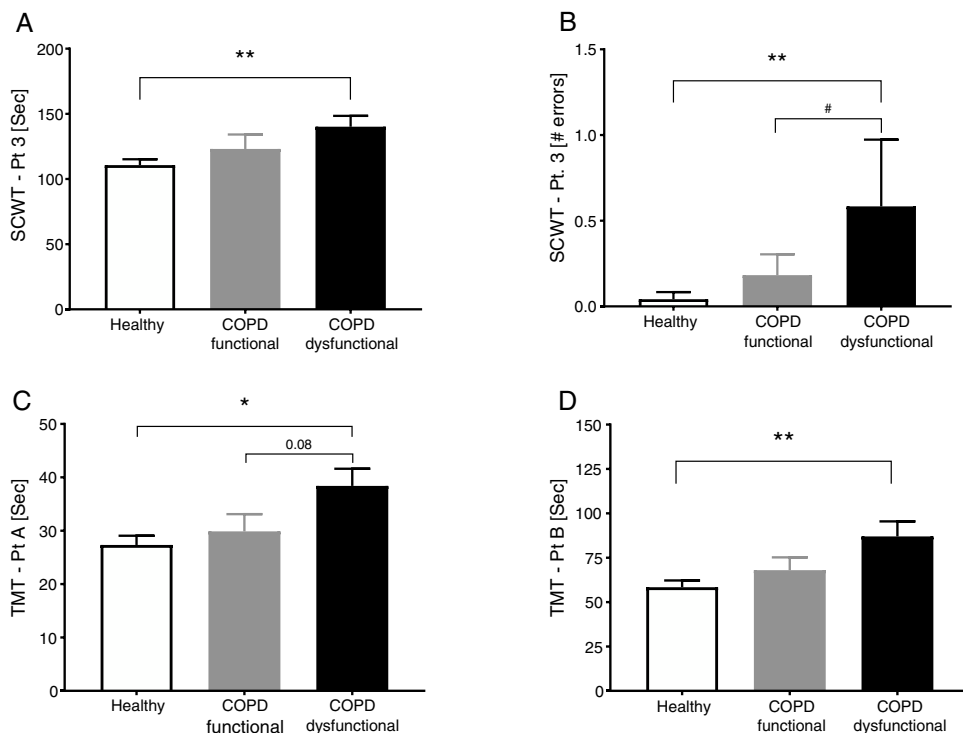 A
SCWT - Pt 3 [Sec]
200
150
100
50
0
**
Healthy
COPD
functional
COPD
dysfunctional
B
SCWT - Pt. 3 [# errors]
1.5
1.0
0.5
0.0
**
#
Healthy
COPD
functional
COPD
dysfunctional
C
TMT - Pt A [Sec]
50
40
30
20
10
0
*
0.08
Healthy
COPD
functional
COPD
dysfunctional
D
TMT - Pt B [Sec]
150
125
100
75
50
25
0
**
Healthy
COPD
functional
COPD
dysfunctional